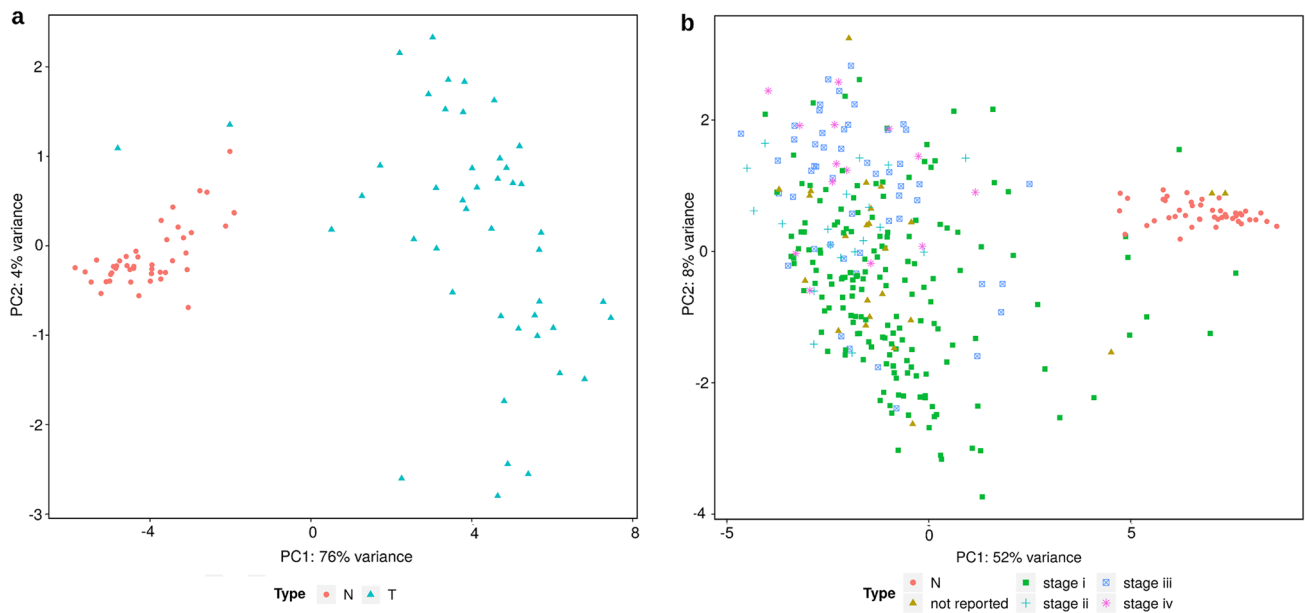 a
PC2: 4% variance
2
1
0
-1
-2
-3
-4
0
4
8
PC1: 76% variance
Type N T
b
PC2: 8% variance
2
0
-2
-4
-5
0
5
PC1: 52% variance
Type N stage i stage iii
not reported stage ii stage iv